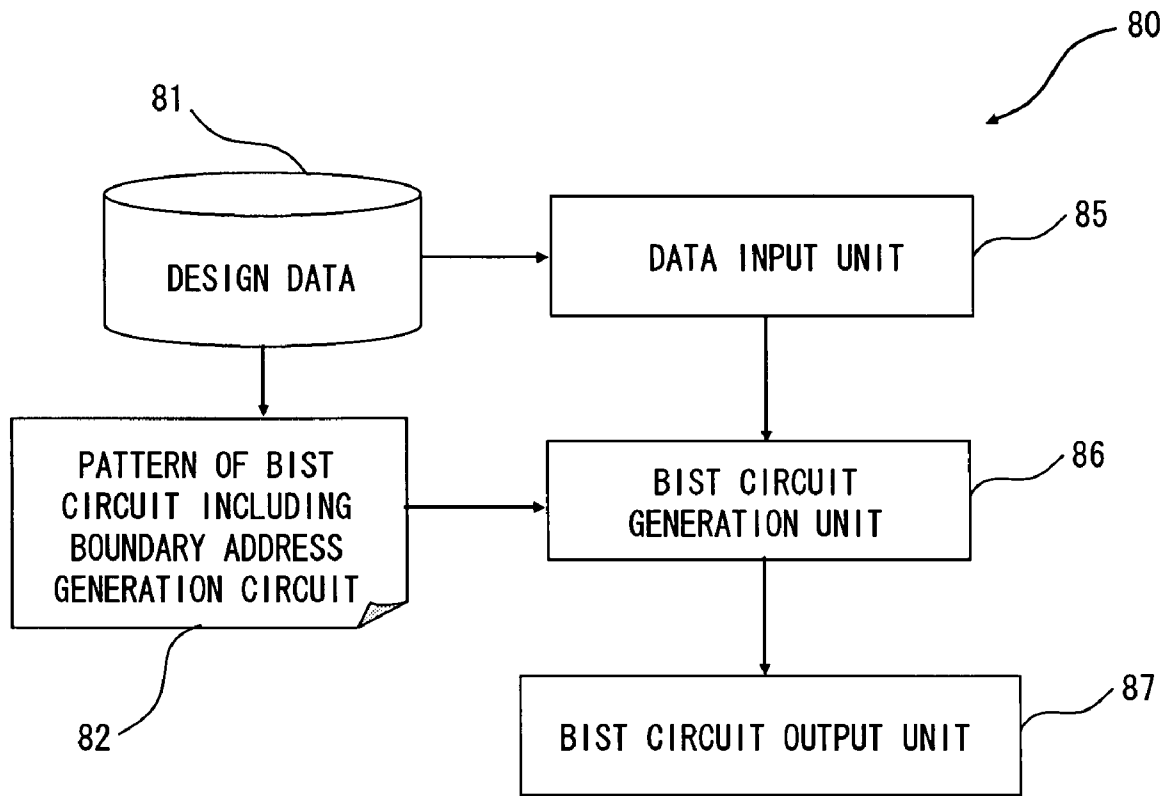 80
81
DESIGN DATA
DATA INPUT UNIT
85
PATTERN OF BIST
CIRCUIT INCLUDING
BOUNDARY ADDRESS
GENERATION CIRCUIT
82
BIST CIRCUIT
GENERATION UNIT
86
BIST CIRCUIT OUTPUT UNIT
87